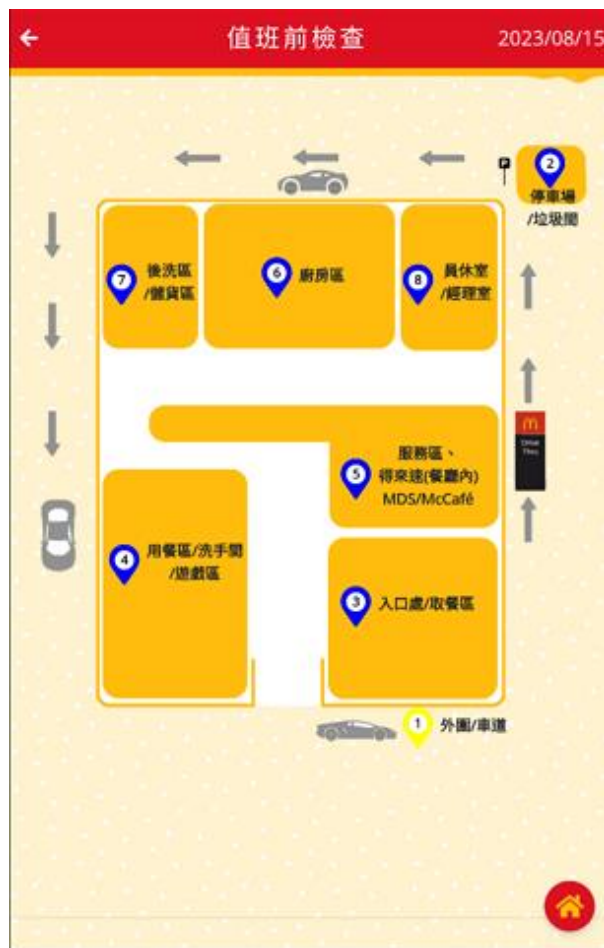 值班前檢查
2023/08/15
P
2
停車場
/垃圾間
7
後洗區
/儲貨區
6
廚房區
8
員休室
/經理室
Drive
Thru
5
服務區、
得來速(餐廳內)
MDS/McCafé
4
用餐區/洗手間
/遊戲區
3
入口處/取餐區
1
外圍/車道